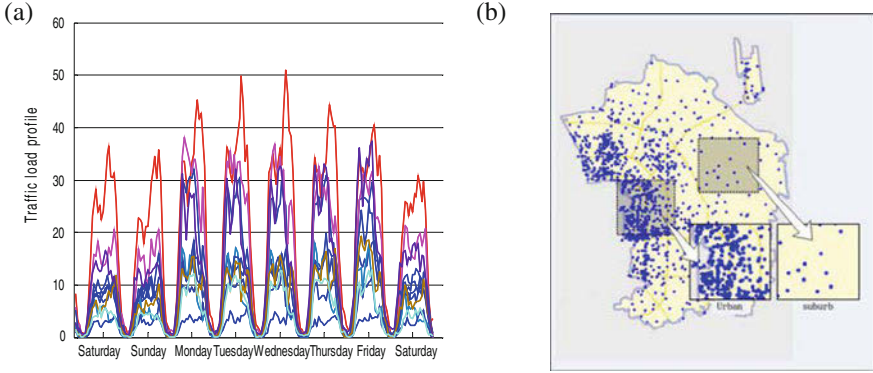 (a)
Traffic load profile
60
50
40
30
20
10
0
Saturday Sunday Monday Tuesday Wednesday Thursday Friday Saturday
(b)
Urban
suburb